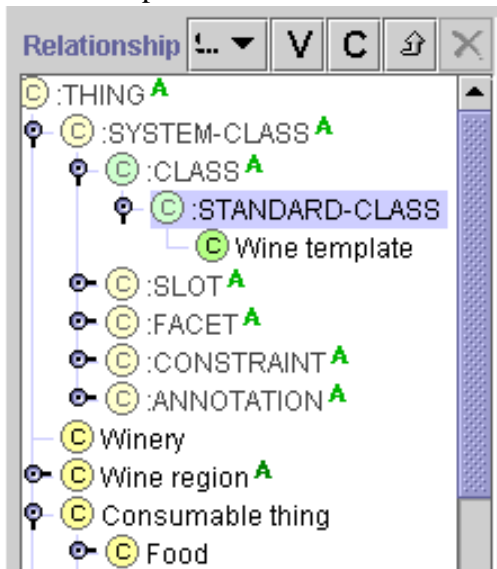 Relationship :... V C
C :THING A
C :SYSTEM-CLASS A
C :CLASS A
C :STANDARD-CLASS
C Wine template
C :SLOT A
C :FACET A
C :CONSTRAINT A
C :ANNOTATION A
C Winery
C Wine region A
C Consumable thing
C Food